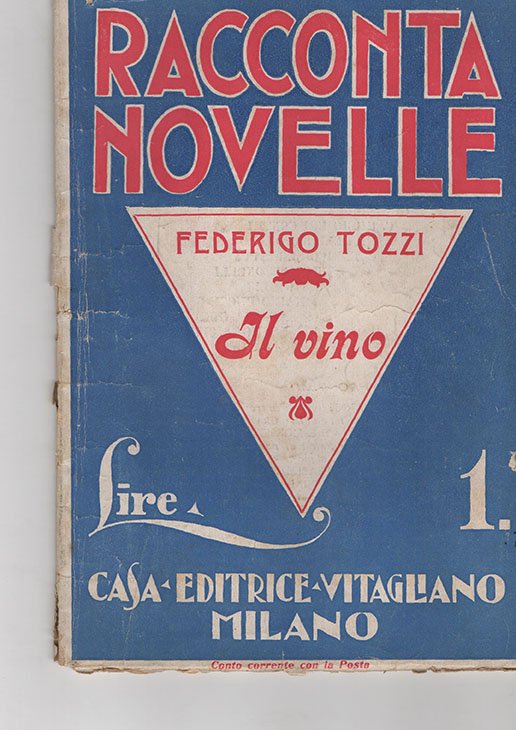 RACCONTA
NOVELLE
FEDERIGO TOZZI
Il vino
Lire 1.
CASA EDITRICE VITAGLIANO
MILANO
Conto corrente con la Posta